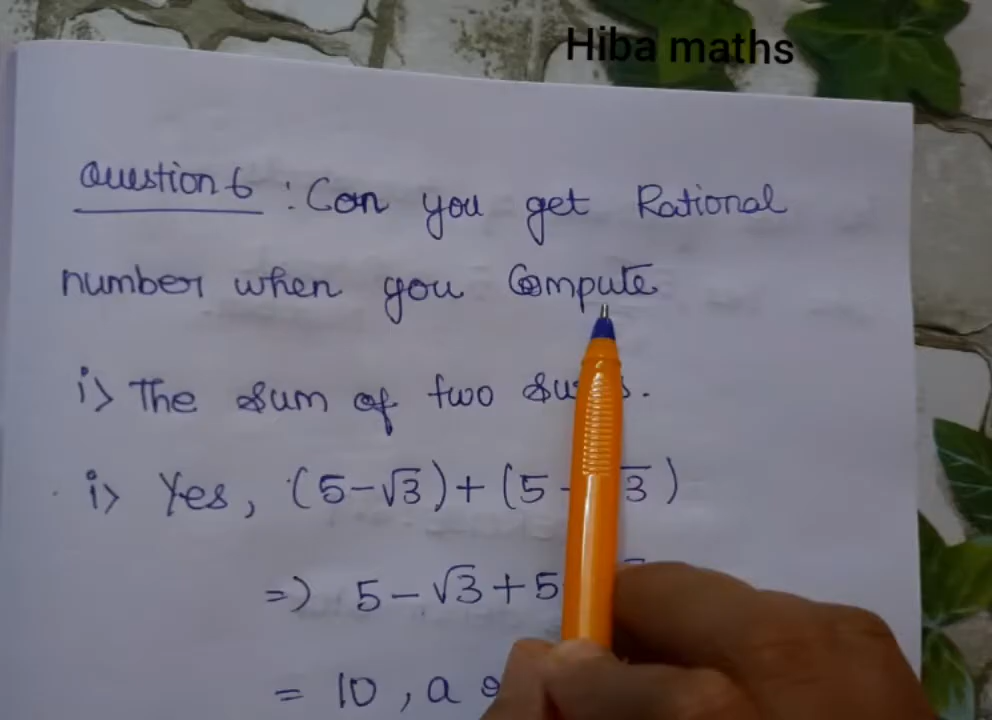 Hiba maths
Question 6 : Can you get Rational
number when you Compute
i> The sum of two
i> Yes, (5-√3)+(5-
=) 5-√3+5
= 10, a